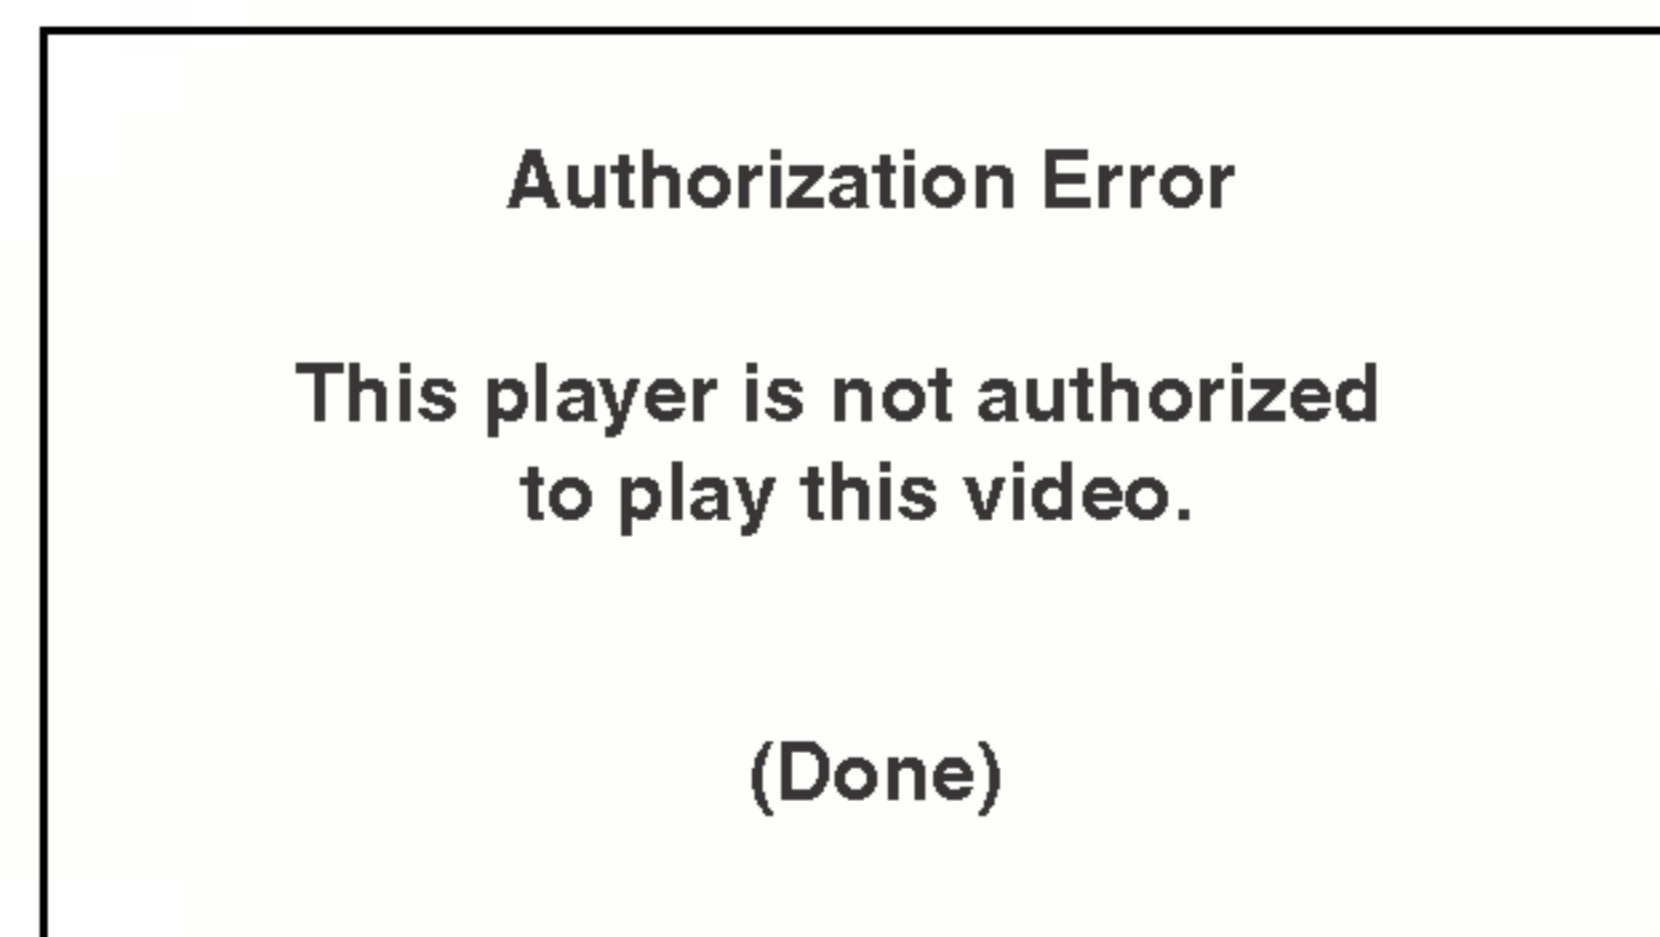 Authorization Error
This player is not authorized
to play this video.
(Done)